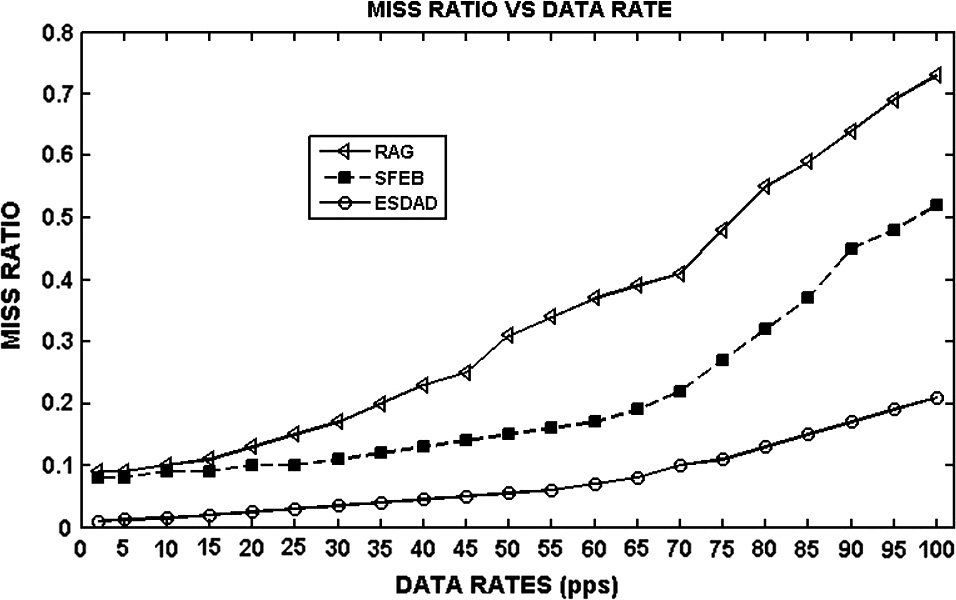 MISS RATIO VS DATA RATE
0.8
0.7
0.6
0.5
0.4
0.3
0.2
0.1
0
MISS RATIO
RAG
SFEB
ESDAD
0 5 10 15 20 25 30 35 40 45 50 55 60 65 70 75 80 85 90 95 100
DATA RATES (pps)